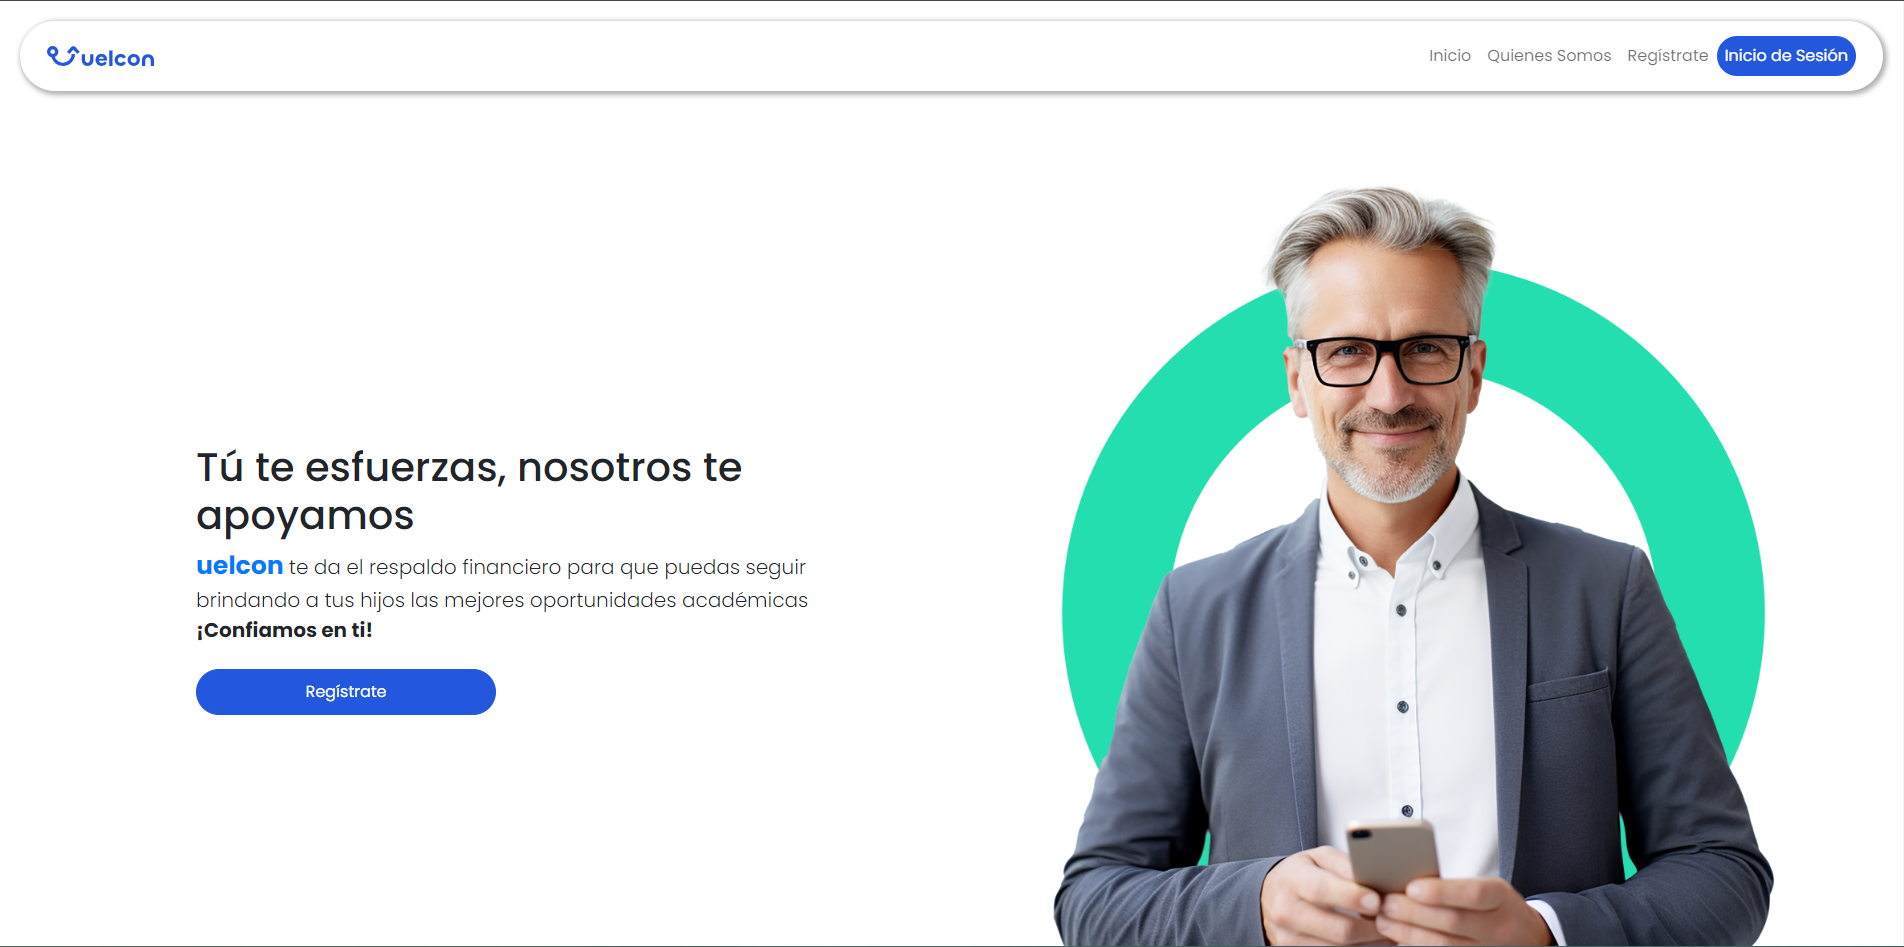 uelcon
Inicio Quienes Somos Regístrate Inicio de Sesión
Tú te esfuerzas, nosotros te
apoyamos
uelcon te da el respaldo financiero para que puedas seguir
brindando a tus hijos las mejores oportunidades académicas
¡Confiamos en ti!
Regístrate